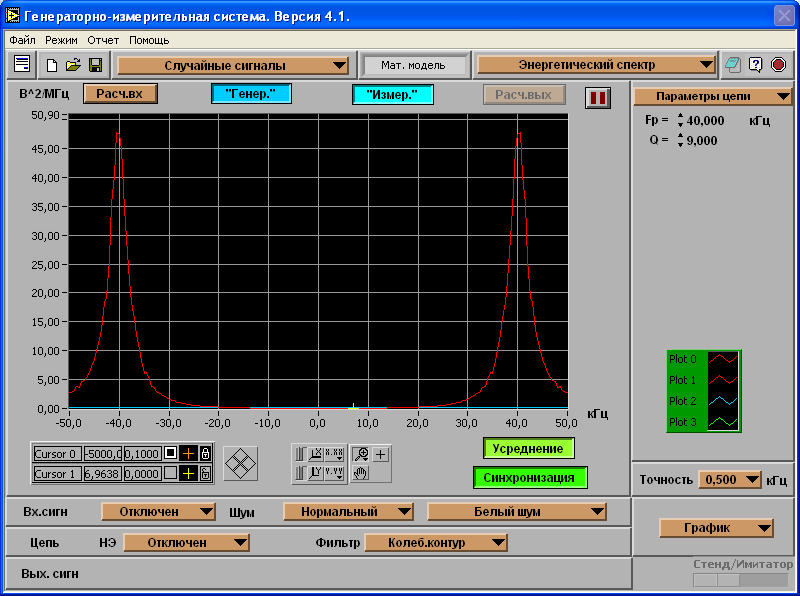 Генераторно-измерительная система. Версия 4.1.
Файл Режим Отчет Помощь
Случайные сигналы Мат. модель Энергетический спектр
В^2/МГц Расч.вх "Генер." "Измер." Расч.вых Параметры цепи
Fp = 40,000 кГц
Q = 9,000
50,90
45,00
40,00
35,00
30,00
25,00
20,00
15,00
10,00
5,00
0,00
-50,0 -40,0 -30,0 -20,0 -10,0 0,0 10,0 20,0 30,0 40,0 50,0 кГц
Plot 0
Plot 1
Plot 2
Plot 3
Cursor 0 -5000,0 0,1000
Cursor 1 6,9638 0,0000
X X.XX
Y Y.YY
Усреднение
Синхронизация
Точность 0,500 кГц
Вх.сигн Отключен Шум Нормальный Белый шум
График
Цепь НЭ Отключен Фильтр Колеб.контур
Стенд/Имитатор
Вых. сигн